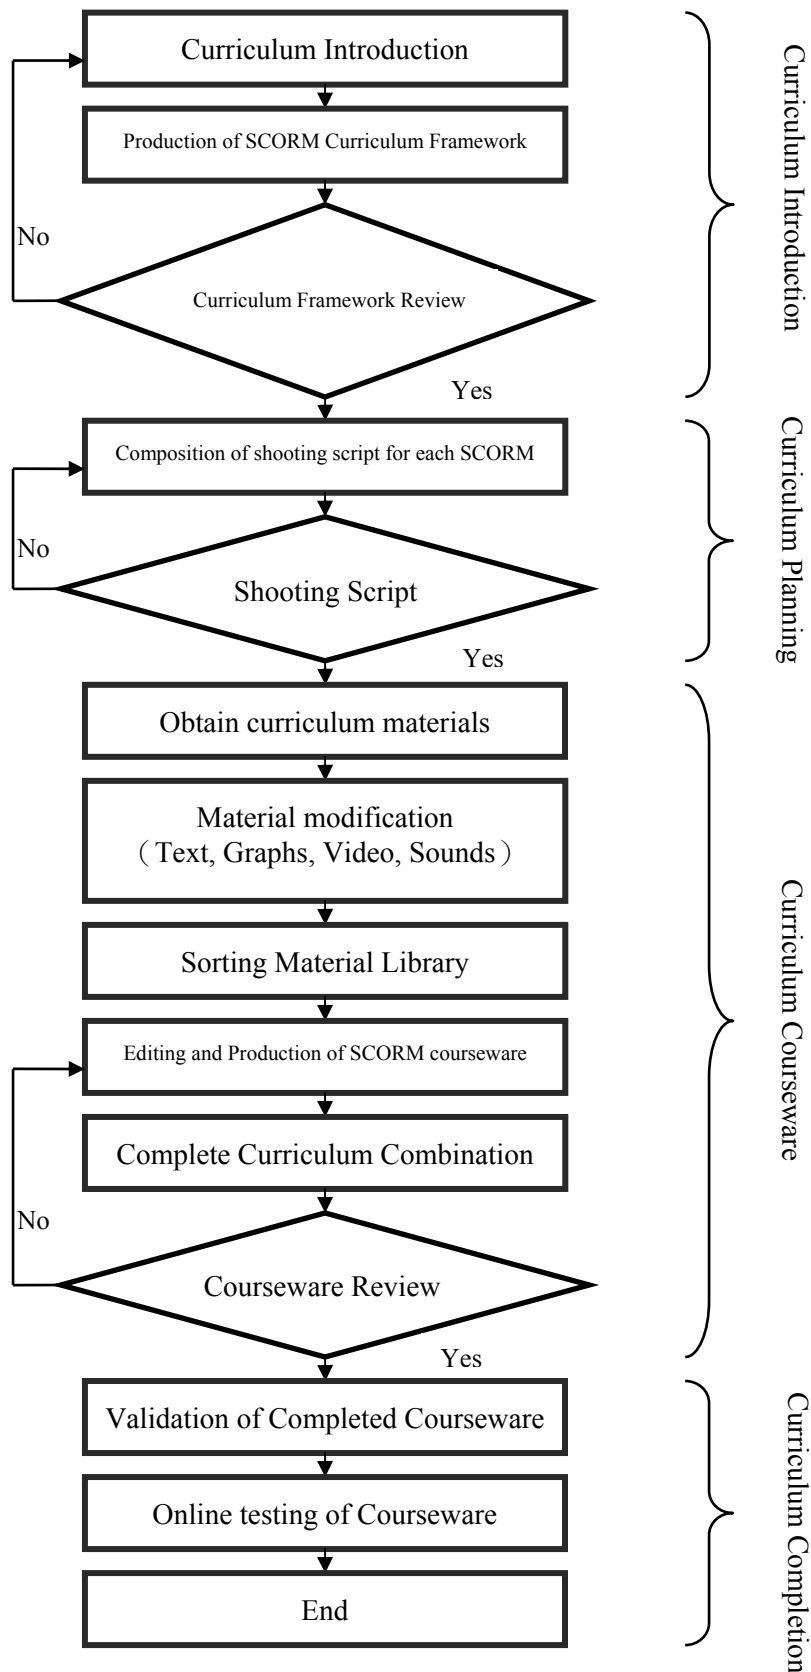 Curriculum Introduction
Production of SCORM Curriculum Framework
No
Curriculum Framework Review
Yes
Curriculum Introduction
Composition of shooting script for each SCORM
No
Shooting Script
Yes
Curriculum Planning
Obtain curriculum materials
Material modification
（Text, Graphs, Video, Sounds）
Sorting Material Library
Editing and Production of SCORM courseware
Complete Curriculum Combination
No
Courseware Review
Yes
Curriculum Courseware
Validation of Completed Courseware
Online testing of Courseware
End
Curriculum Completion